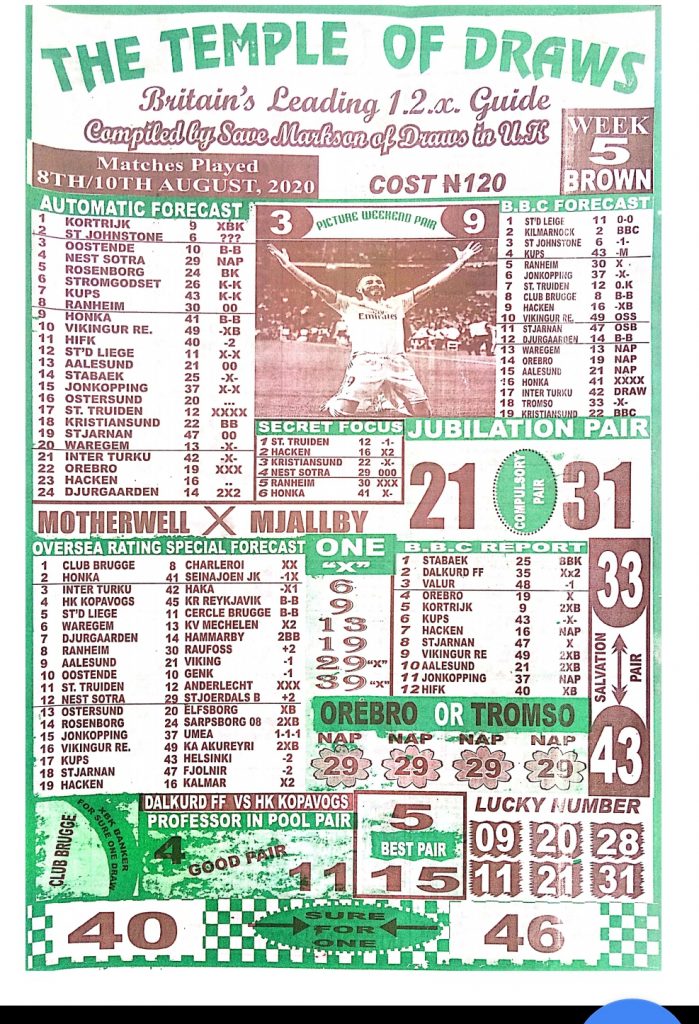 THE TEMPLE OF DRAWS
Britain's Leading 1.2.x. Guide
Compiled by Save Markson of Draws in U.K
WEEK
5
BROWN
Matches Played
8TH/10TH AUGUST, 2020
COST ₦120
AUTOMATIC FORECAST
1 KORTRIJK 9 XBK
2 ST JOHNSTONE 6 ???
3 OOSTENDE 10 B-B
4 NEST SOTRA 29 NAP
5 ROSENBORG 24 BK
6 STROMGODSET 26 K-K
7 KUPS 43 K-K
8 RANHEIM 30 00
9 HONKA 41 B-B
10 VIKINGUR RE. 49 -XB
11 HIFK 40 -2
12 ST'D LIEGE 11 X-X
13 AALESUND 21 00
14 STABAEK 25 -X-
15 JONKOPPING 37 X-X
16 OSTERSUND 20 ...
17 ST. TRUIDEN 12 XXXX
18 KRISTIANSUND 22 BB
19 STJARNAN 47 00
20 WAREGEM 13 -X-
21 INTER TURKU 42 -X-
22 OREBRO 19 XXX
23 HACKEN 16 ..
24 DJURGAARDEN 14 2X2
3 PICTURE WEEKEND PAIR 9
Fly
Emirates
B.B.C FORECAST
1 ST'D LEIGE 11 0-0
2 KILMARNOCK 2 BBC
3 ST JOHNSTONE 6 -1-
4 KUPS 43 -M
5 RANHEIM 30 X
6 JONKOPPING 37 -X-
7 ST. TRUIDEN 12 0.K
8 CLUB BRUGGE 8 B-B
9 HACKEN 16 -XB
10 VIKINGUR RE. 49 OSS
11 STJARNAN 47 OSB
12 DJURGAARDEN 14 B-B
13 WAREGEM 13 NAP
14 OREBRO 19 NAP
15 AALESUND 21 NAP
16 HONKA 41 XXXX
17 INTER TURKU 42 DRAW
18 TROMSO 33 -X-
19 KRISTIANSUND 22 BBC
SECRET FOCUS
1 ST. TRUIDEN 12 -1-
2 HACKEN 16 X2
3 KRISTIANSUND 22 -X-
4 NEST SOTRA 29 000
5 RANHEIM 30 XXX
6 HONKA 41 X-
JUBILATION PAIR
21 COMPULSORY PAIR 31
MOTHERWELL X MJALLBY
OVERSEA RATING SPECIAL FORECAST
1 CLUB BRUGGE 8 CHARLEROI XX
2 HONKA 41 SEINAJOEN JK -1X
3 INTER TURKU 42 HAKA -X1
4 HK KOPAVOGS 45 KR REYKJAVIK B-B
5 ST'D LIEGE 11 CERCLE BRUGGE B-B
6 WAREGEM 13 KV MECHELEN X2
7 DJURGAARDEN 14 HAMMARBY 2BB
8 RANHEIM 30 RAUFOSS +2
9 AALESUND 21 VIKING -1
10 OOSTENDE 10 GENK -1
11 ST. TRUIDEN 12 ANDERLECHT XXX
12 NEST SOTRA 29 STJOERDALS B +2
13 OSTERSUND 20 ELFSBORG XB
14 ROSENBORG 24 SARPSBORG 08 2XB
15 JONKOPPING 37 UMEA 1-1-1
16 VIKINGUR RE. 49 KA AKUREYRI 2XB
17 KUPS 43 HELSINKI -2
18 STJARNAN 47 FJOLNIR -2
19 HACKEN 16 KALMAR X2
ONE
"X"
6
9
13
19
29 "X"
39 "X"
B.B.C REPORT
1 STABAEK 25 BBK
2 DALKURD FF 35 Xx2
3 VALUR 48 -1
4 OREBRO 19 X
5 KORTRIJK 9 2XB
6 KUPS 43 -X-
7 HACKEN 16 NAP
8 STJARNAN 47 X
9 VIKINGUR RE 49 2XB
10 AALESUND 21 2XB
11 JONKOPPING 37 NAP
12 HIFK 40 XB
33
SALVATION PAIR
43
OREBRO OR TROMSO
NAP NAP NAP NAP
29 29 29 29
CLUB BRUGGE
XBK BANKER
FOR SURE ONE DRAW
DALKURD FF VS HK KOPAVOGS
PROFESSOR IN POOL PAIR
4 GOOD PAIR 11
5
BEST PAIR
15
LUCKY NUMBER
09 20 28
11 21 31
40 SURE FOR ONE 46